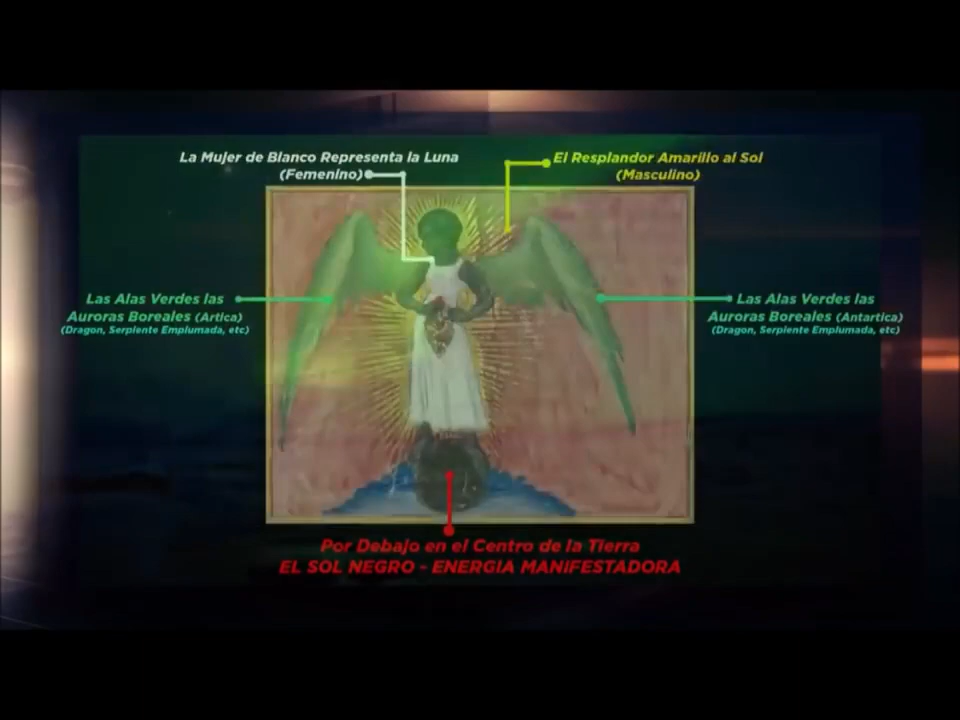 La Mujer de Blanco Representa la Luna
(Femenino)
El Resplandor Amarillo al Sol
(Masculino)
Las Alas Verdes las
Auroras Boreales (Artica)
(Dragon, Serpiente Emplumada, etc)
Las Alas Verdes las
Auroras Boreales (Antartica)
(Dragon, Serpiente Emplumada, etc)
Por Debajo en el Centro de la Tierra
EL SOL NEGRO - ENERGIA MANIFESTADORA